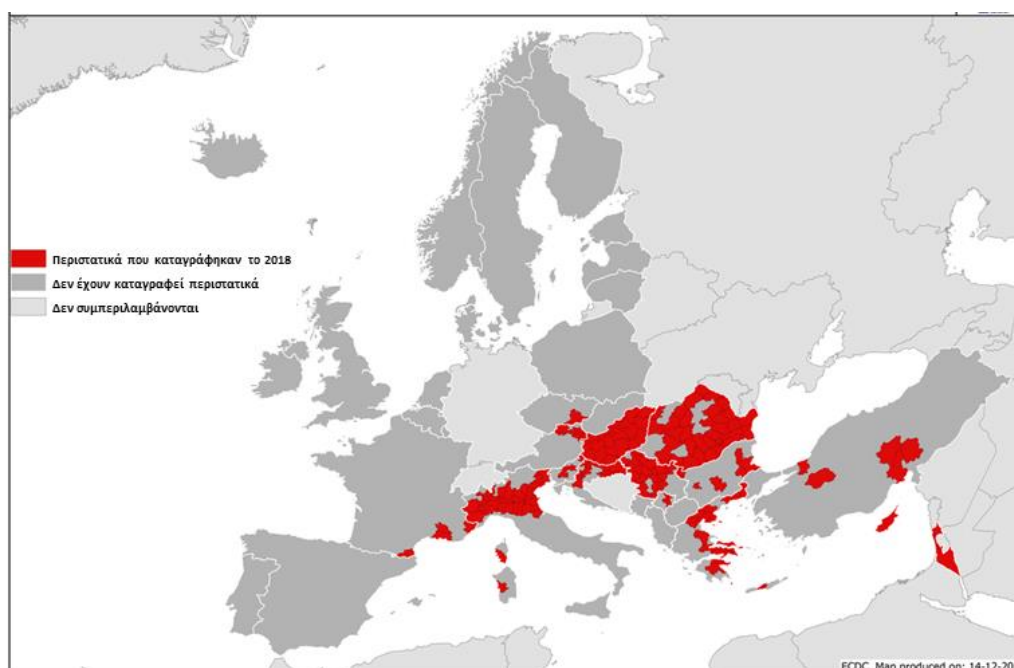 Περιστατικά που καταγράφηκαν το 2018
Δεν έχουν καταγραφεί περιστατικά
Δεν συμπεριλαμβάνονται
ECDC. Map produced on: 14-12-20